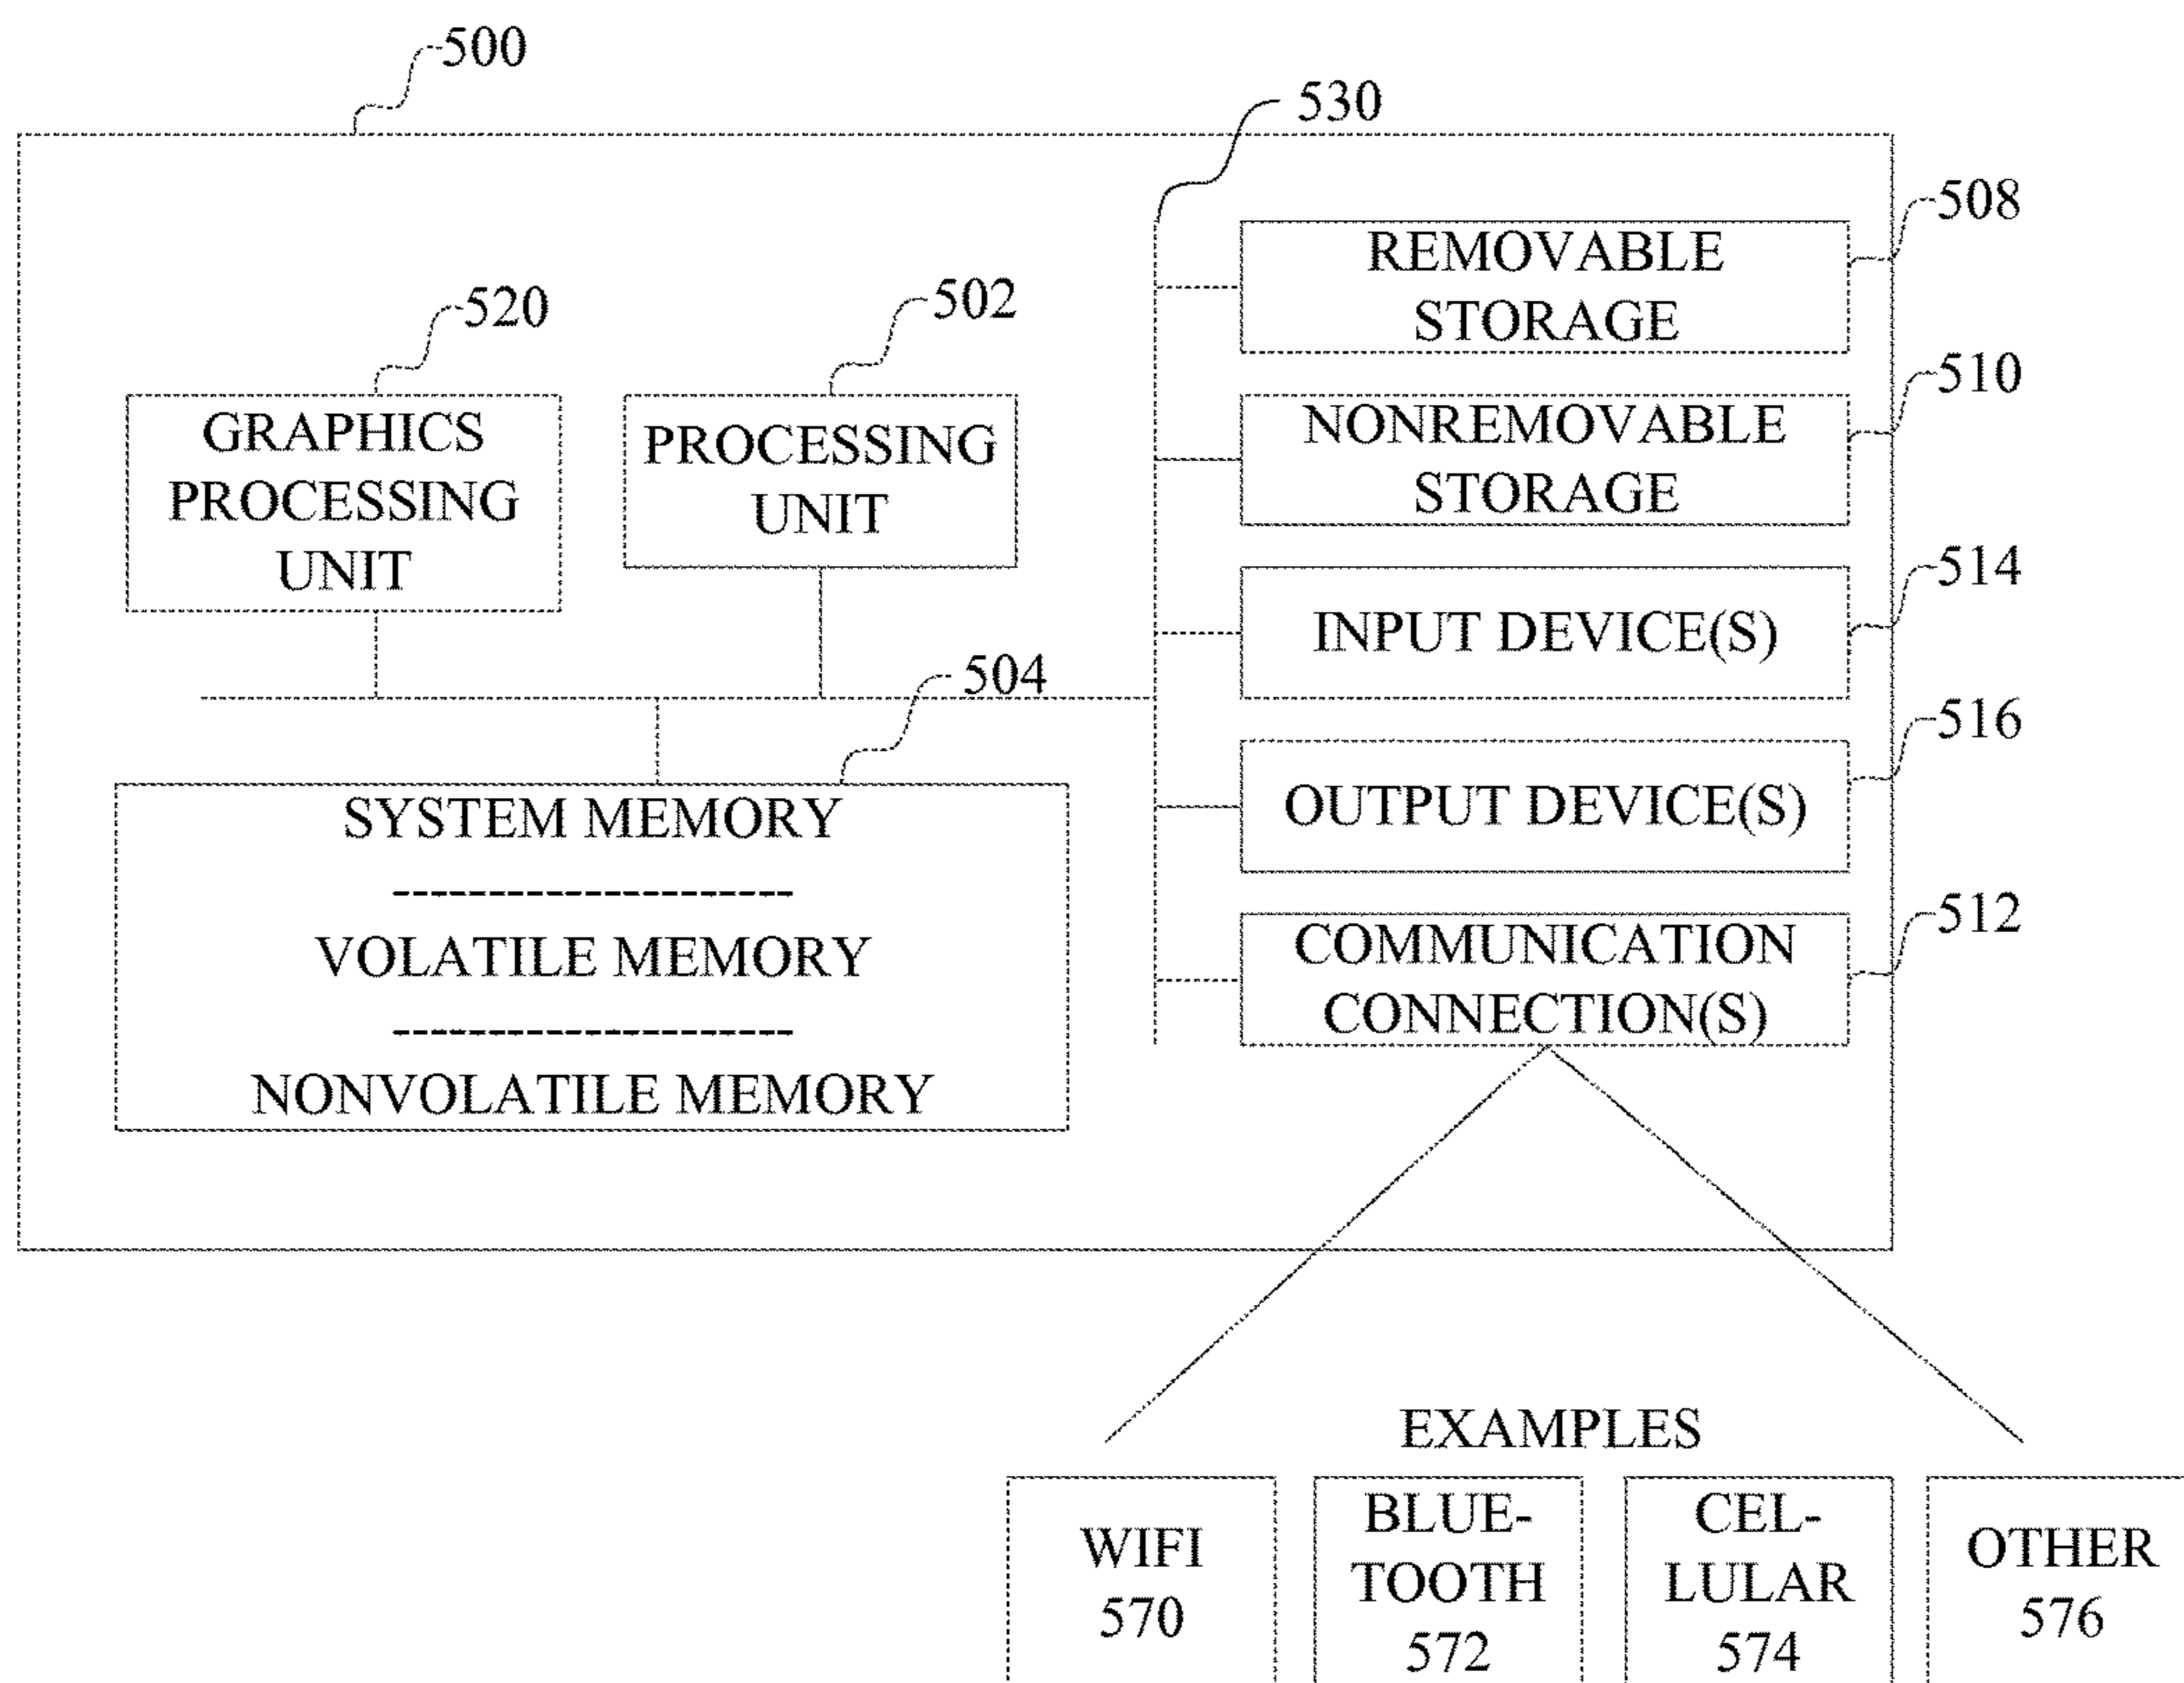 500
530
508
REMOVABLE
STORAGE
520
502
510
GRAPHICS
PROCESSING
UNIT
PROCESSING
UNIT
NONREMOVABLE
STORAGE
514
INPUT DEVICE(S)
504
516
OUTPUT DEVICE(S)
SYSTEM MEMORY
VOLATILE MEMORY
NONVOLATILE MEMORY
512
COMMUNICATION
CONNECTION(S)
EXAMPLES
WIFI
570
BLUE-
TOOTH
572
CEL-
LULAR
574
OTHER
576